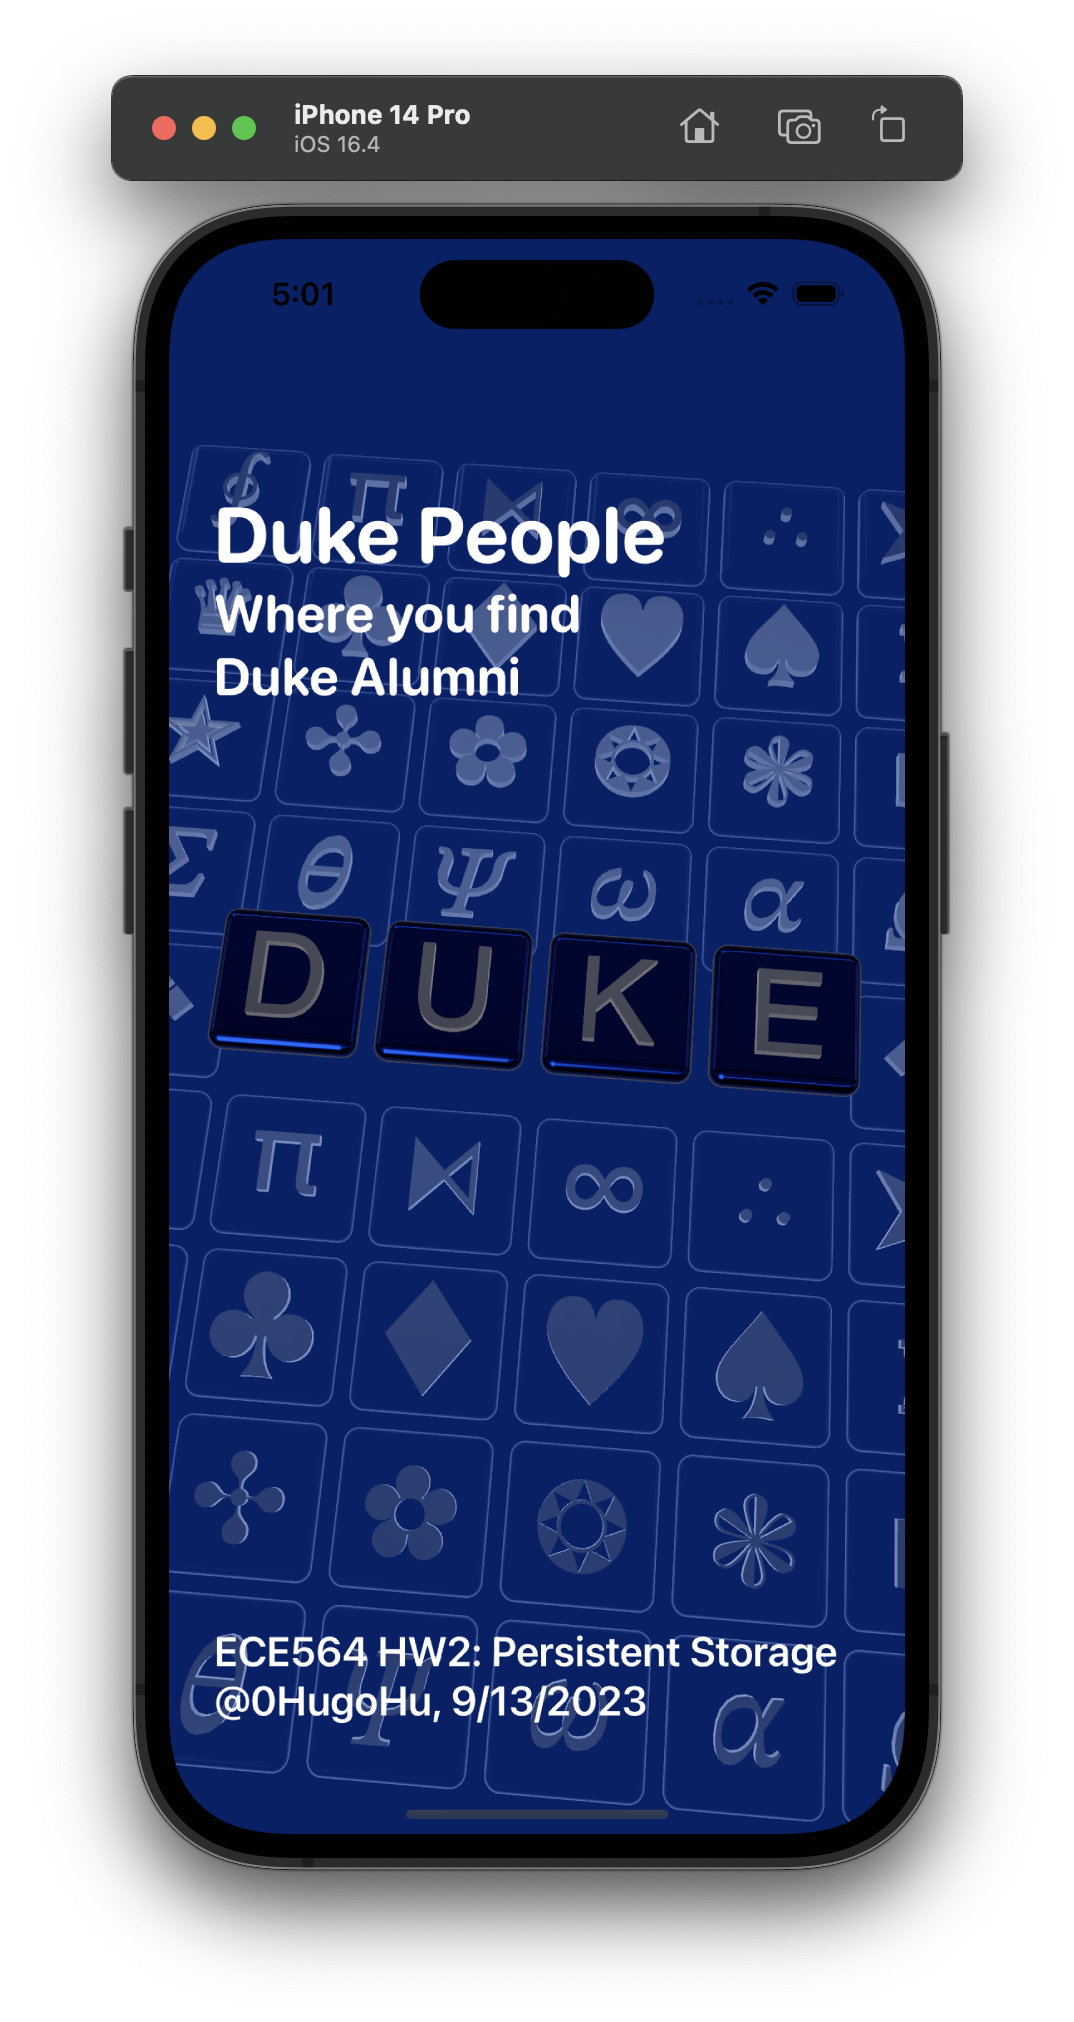 iPhone 14 Pro
iOS 16.4
5:01
∮ π ⋈ ∞ ∴
Duke People
♛ ♣ ♦ ♥ ♠
Where you find
Duke Alumni
Σ θ Ψ ω α
D U K E
π ⋈ ∞ ∴
♣ ♦ ♥ ♠
ECE564 HW2: Persistent Storage
@0HugoHu, 9/13/2023
θ ψ ω α